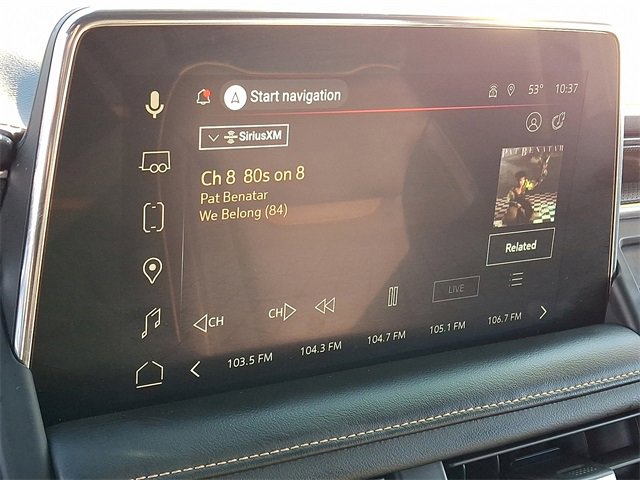 Start navigation
53° 10:37
SiriusXM
Ch 8 80s on 8
Pat Benatar
We Belong (84)
PAT BENATAR
Related
CH
CH
LIVE
103.5 FM 104.3 FM 104.7 FM 105.1 FM 106.7 FM